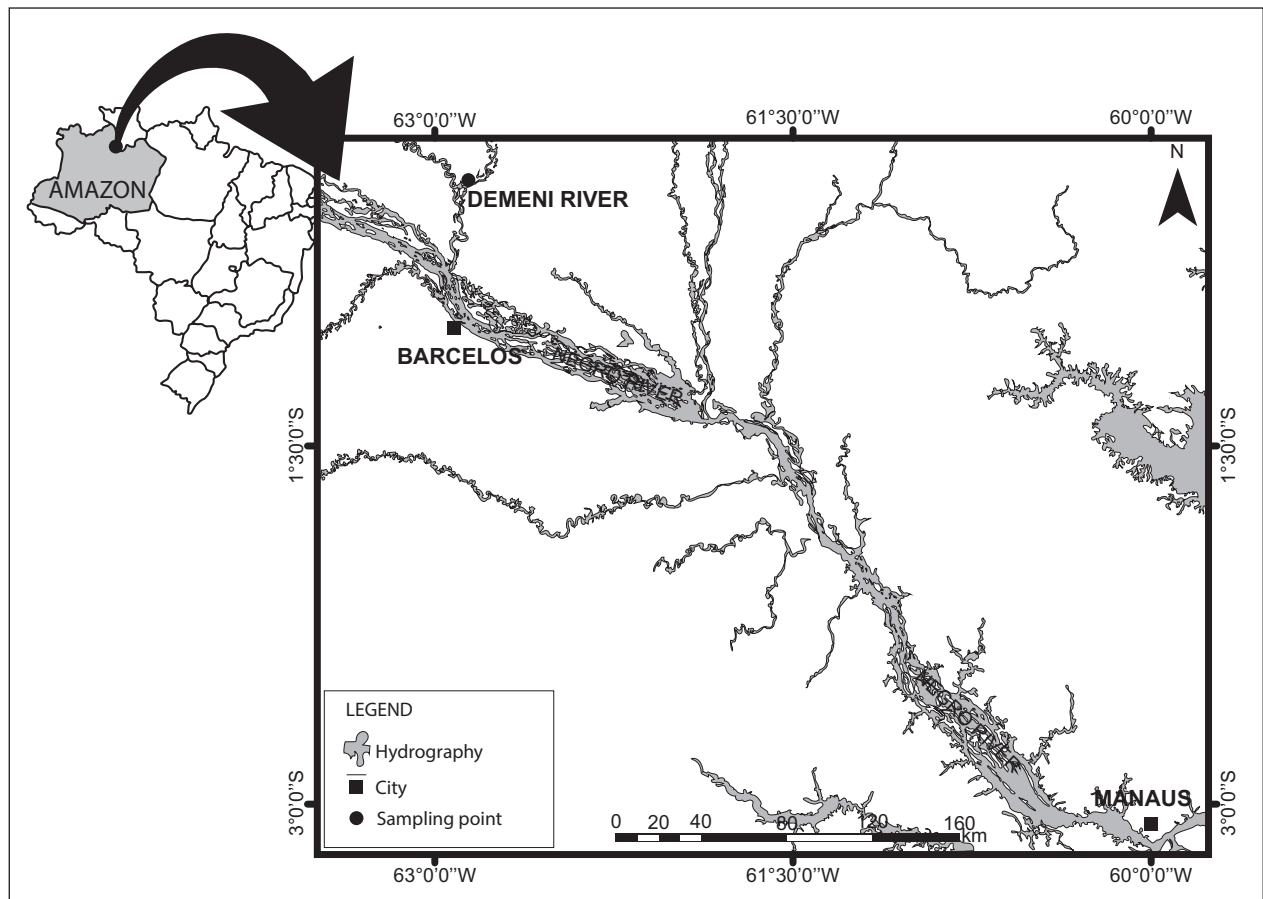 63°0'0''W
61°30'0''W
60°0'0''W
N
AMAZON
DEMENI RIVER
BARCELOS
NEGRO RIVER
1°30'0''S
1°30'0''S
NEGRO RIVER
LEGEND
Hydrography
City
Sampling point
3°0'0''S
MANAUS
3°0'0''S
0 20 40 80 120 160
km
63°0'0''W
61°30'0''W
60°0'0''W